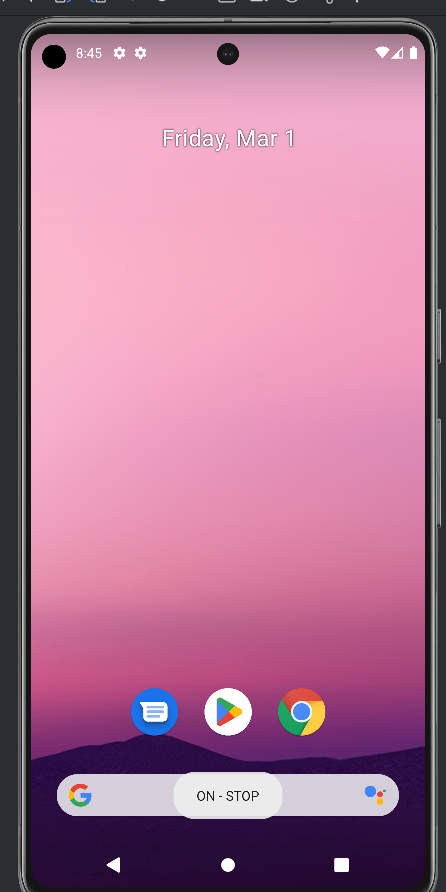 8:45
Friday, Mar 1
ON - STOP